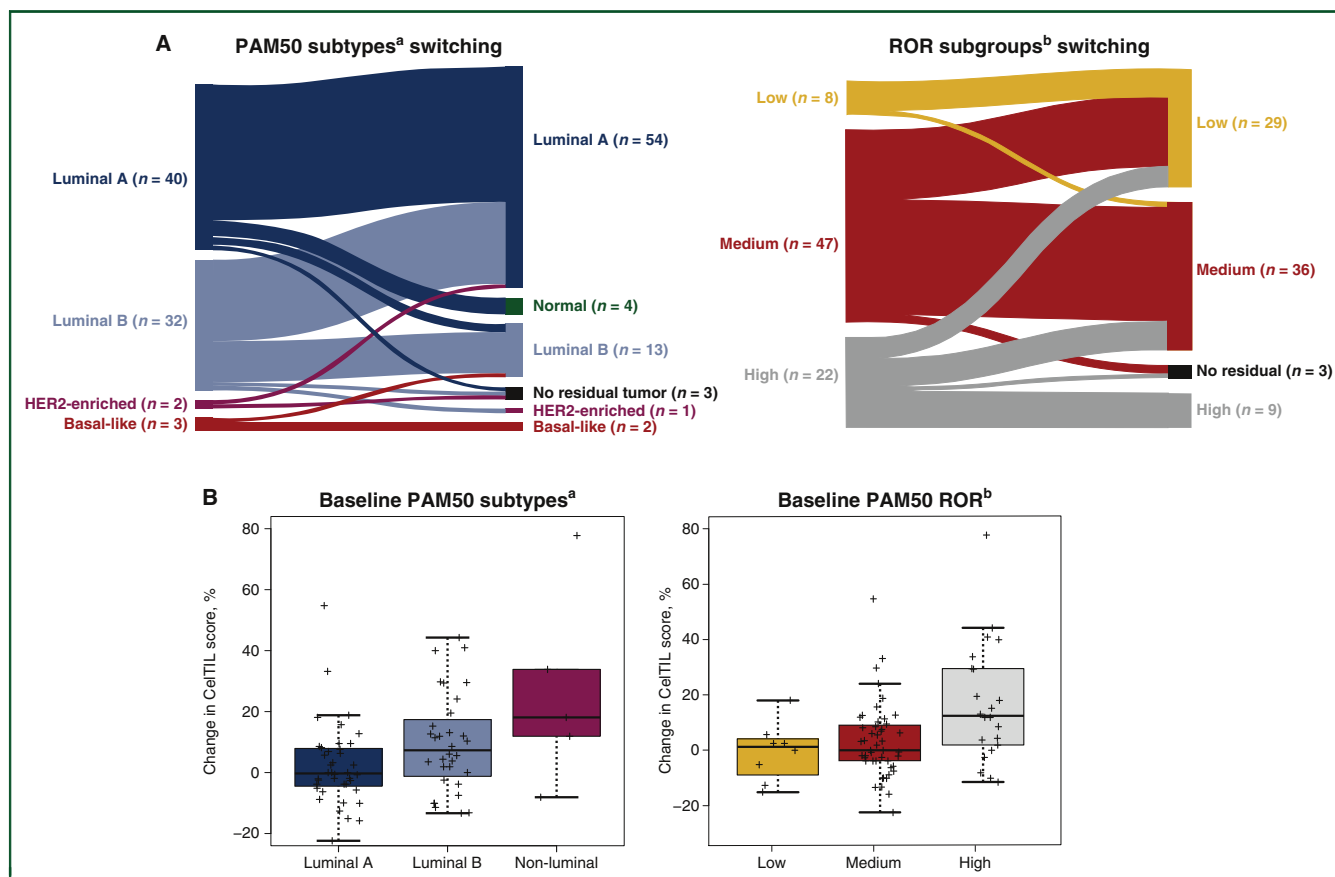 A
PAM50 subtypesa switching
Luminal A (n = 40)
Luminal B (n = 32)
HER2-enriched (n = 2)
Basal-like (n = 3)
Luminal A (n = 54)
Normal (n = 4)
Luminal B (n = 13)
No residual tumor (n = 3)
HER2-enriched (n = 1)
Basal-like (n = 2)
ROR subgroupsb switching
Low (n = 8)
Medium (n = 47)
High (n = 22)
Low (n = 29)
Medium (n = 36)
No residual (n = 3)
High (n = 9)
B
Baseline PAM50 subtypesa
Change in CelTIL score, %
80
60
40
20
0
–20
Luminal A Luminal B Non-luminal
Baseline PAM50 RORb
Change in CelTIL score, %
80
60
40
20
0
–20
Low Medium High